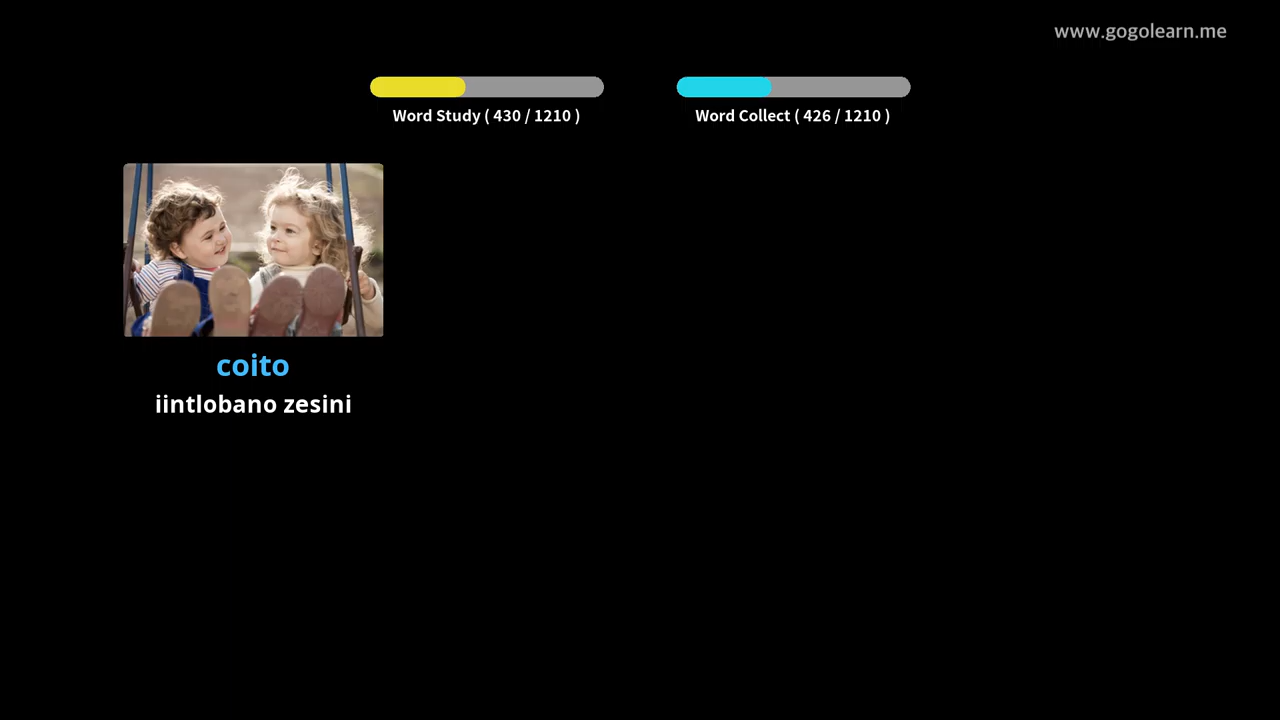 www.gogolearn.me
Word Study ( 430 / 1210 )
Word Collect ( 426 / 1210 )
coito
iintlobano zesini